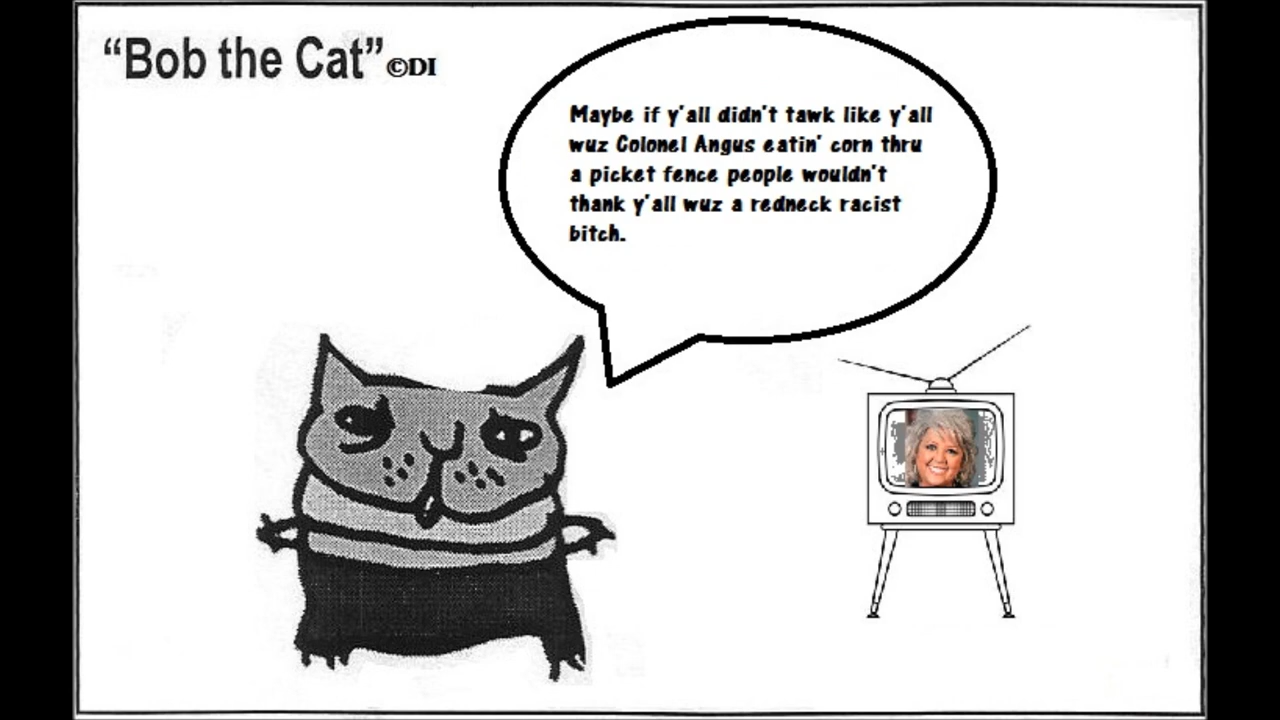 “Bob the Cat”©DI
Maybe if y'all didn't tawk like y'all
wuz Colonel Angus eatin' corn thru
a picket fence people wouldn't
thank y'all wuz a redneck racist
bitch.